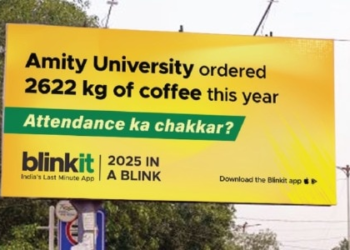 Amity University ordered
2622 kg of coffee this year
Attendance ka chakkar?
blinkit
India's Last Minute App
2025 IN
A BLINK
Download the Blinkit app